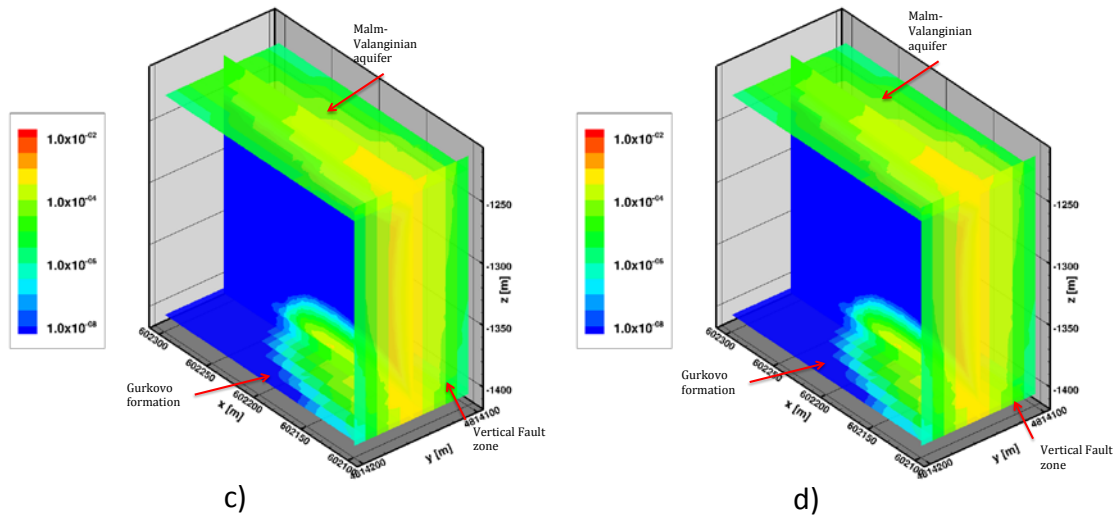 Malm-
Valanginian
aquifer
1.0x10⁻⁰²
1.0x10⁻⁰⁴
1.0x10⁻⁰⁶
1.0x10⁻⁰⁸
-1250
-1300
-1350
-1400
z [m]
602300
602250
602200
602150
602100
x [m]
4814200
4814100
y [m]
Gurkovo
formation
Vertical Fault
zone
c)
Malm-
Valanginian
aquifer
1.0x10⁻⁰²
1.0x10⁻⁰⁴
1.0x10⁻⁰⁶
1.0x10⁻⁰⁸
-1250
-1300
-1350
-1400
z [m]
602300
602250
602200
602150
602100
x [m]
4814200
4814100
y [m]
Gurkovo
formation
Vertical Fault
zone
d)